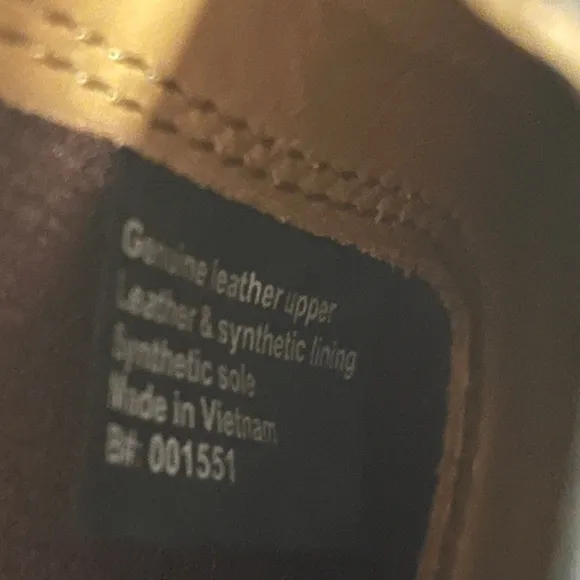 Genuine leather upper
Leather & synthetic lining
Synthetic sole
Made in Vietnam
B#: 001551